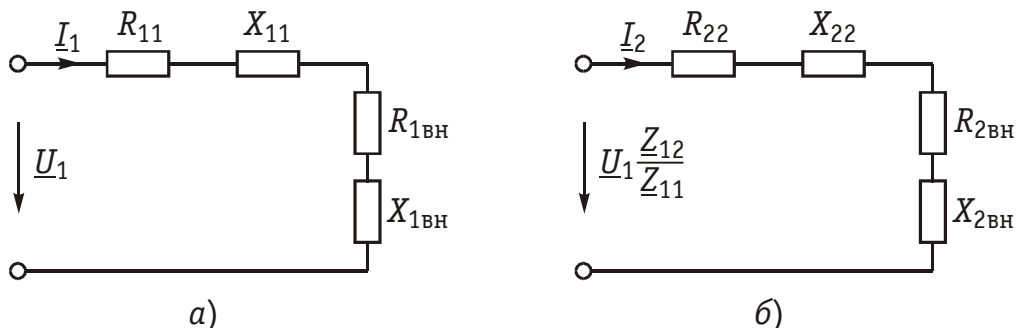 I1 R11 X11
R1вн
U1
X1вн
а)
I2 R22 X22
R2вн
U1 Z12
Z11
X2вн
б)